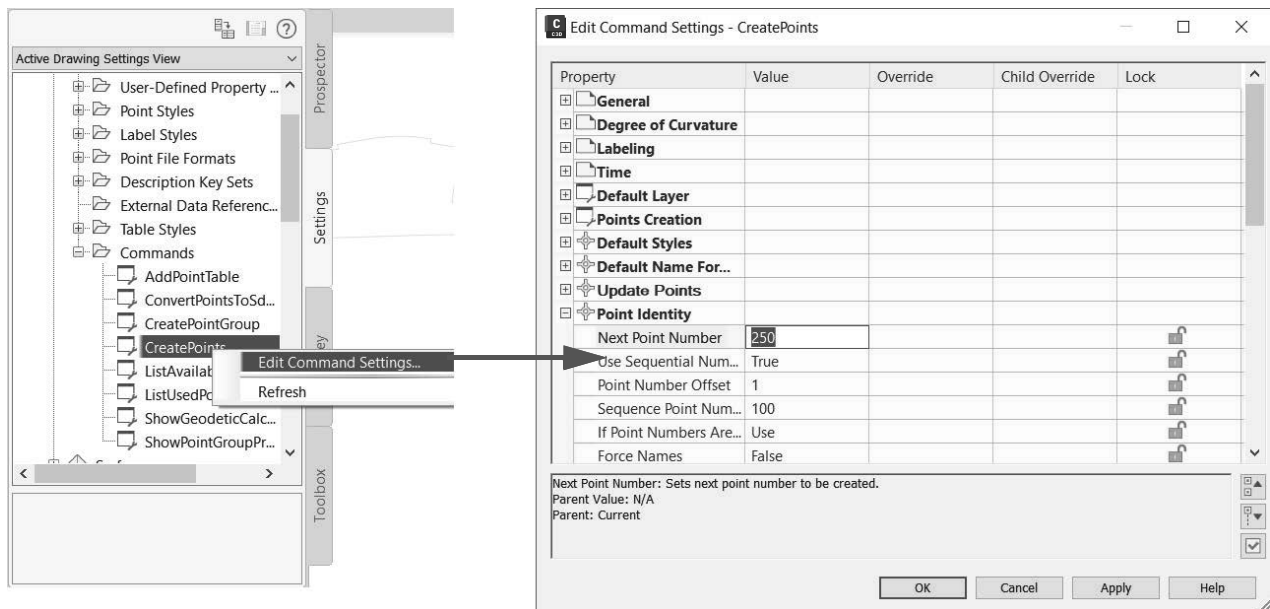 Active Drawing Settings View
User-Defined Property ...
Point Styles
Label Styles
Point File Formats
Description Key Sets
External Data Referenc...
Table Styles
Commands
AddPointTable
ConvertPointsToSd...
CreatePointGroup
CreatePoints
ListAvailab
ListUsedPo
ShowGeodeticCalc...
ShowPointGroupPr...
Edit Command Settings...
Refresh
Prospector
Settings
Toolbox
C
C3D
Edit Command Settings - CreatePoints
Property Value Override Child Override Lock
General
Degree of Curvature
Labeling
Time
Default Layer
Points Creation
Default Styles
Default Name For...
Update Points
Point Identity
Next Point Number 250
Use Sequential Num... True
Point Number Offset 1
Sequence Point Num... 100
If Point Numbers Are... Use
Force Names False
Next Point Number: Sets next point number to be created.
Parent Value: N/A
Parent: Current
OK Cancel Apply Help